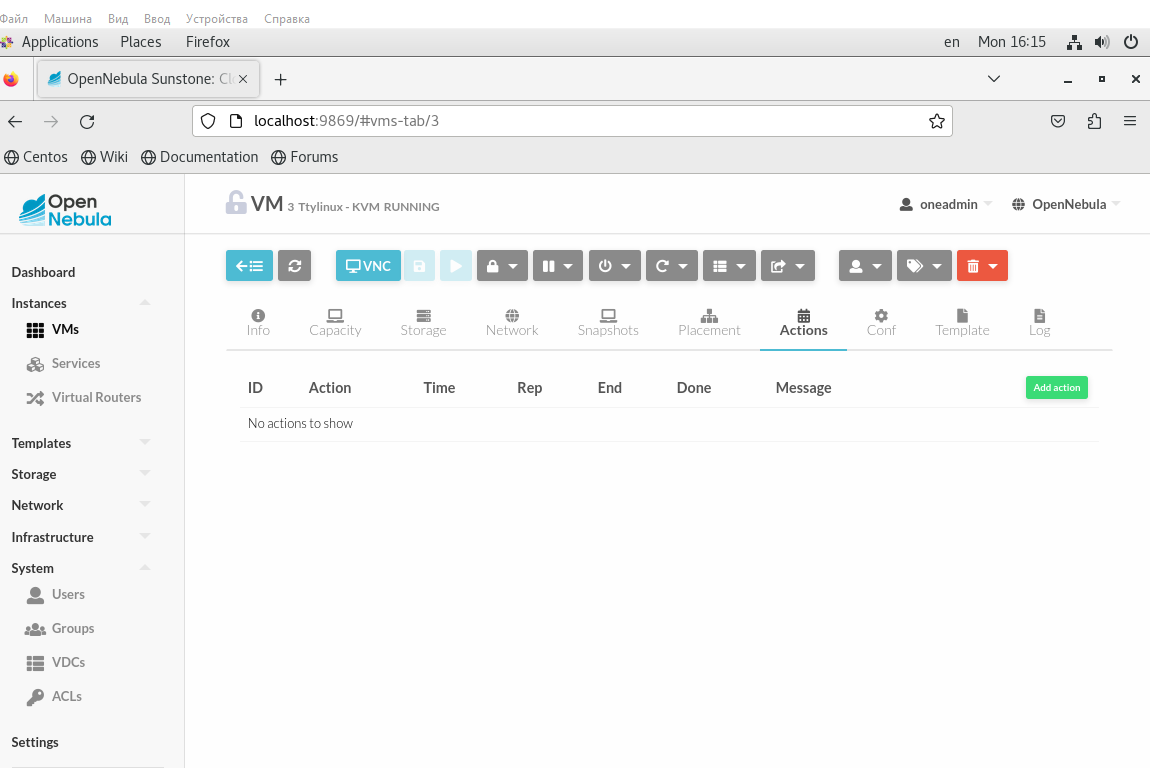 Файл Машина Вид Ввод Устройства Справка
Applications Places Firefox en Mon 16:15
OpenNebula Sunstone: Cl
localhost:9869/#vms-tab/3
Centos Wiki Documentation Forums
Open
Nebula
VM 3 Ttylinux - KVM RUNNING
oneadmin OpenNebula
VNC
Dashboard
Instances
VMs
Services
Virtual Routers
Templates
Storage
Network
Infrastructure
System
Users
Groups
VDCs
ACLs
Settings
Info Capacity Storage Network Snapshots Placement Actions Conf Template Log
ID Action Time Rep End Done Message Add action
No actions to show